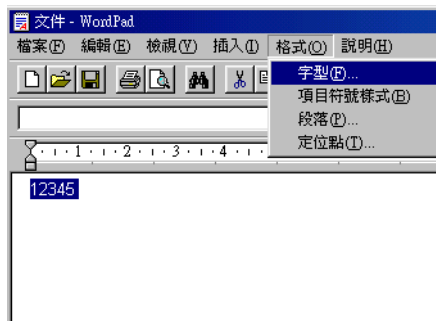 文件 - WordPad
檔案(F) 編輯(E) 檢視(V) 插入(I) 格式(O) 說明(H)
字型(F)...
項目符號樣式(B)
段落(P)...
定位點(T)...
1 2 3 4
12345